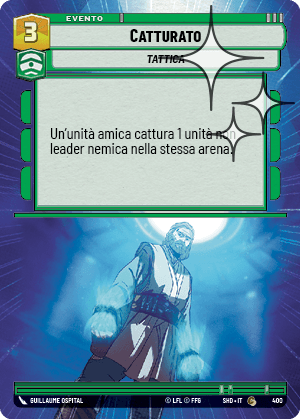 EVENTO
3
CATTURATO
TATTICA
Un'unità amica cattura 1 unità non
leader nemica nella stessa arena.
GUILLAUME OSPITAL
© LFL © FFG
SHD • IT
400